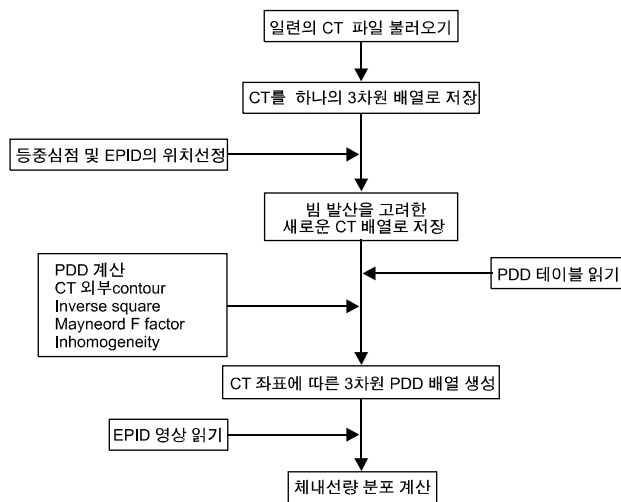 일련의 CT 파일 불러오기
CT를 하나의 3차원 배열로 저장
등중심점 및 EPID의 위치선정
빔 발산을 고려한
새로운 CT 배열로 저장
PDD 계산
CT 외부contour
Inverse square
Mayneord F factor
Inhomogeneity
PDD 테이블 읽기
CT 좌표에 따른 3차원 PDD 배열 생성
EPID 영상 읽기
체내선량 분포 계산